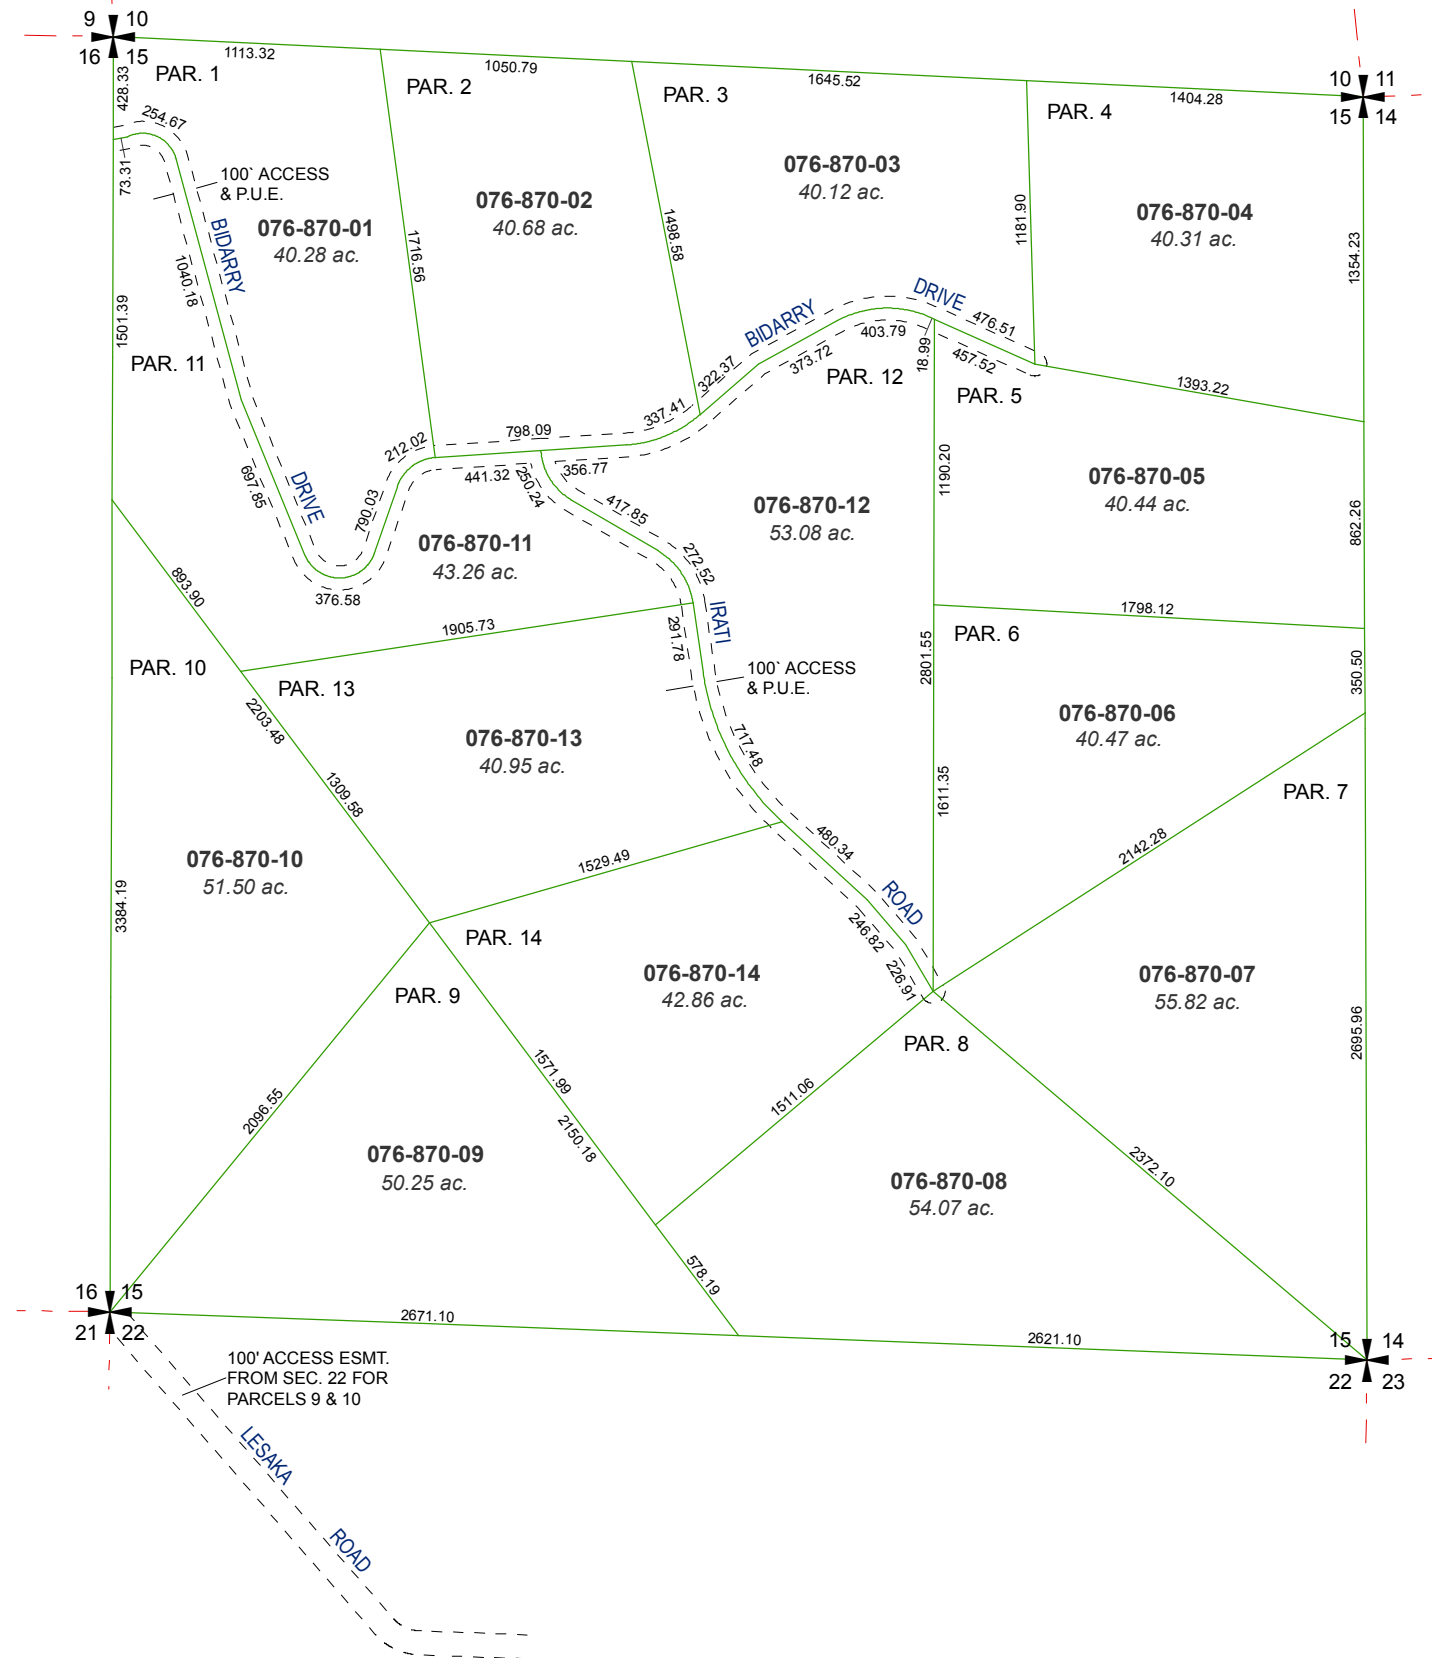 9 10
16 15
10 11
15 14
1113.32
1050.79
1645.52
1404.28
PAR. 1
PAR. 2
PAR. 3
PAR. 4
428.33
254.67
73.31
100` ACCESS
& P.U.E.
BIDARRY
076-870-01
40.28 ac.
076-870-02
40.68 ac.
076-870-03
40.12 ac.
076-870-04
40.31 ac.
1716.56
1498.58
1181.90
1354.23
1040.18
1501.39
PAR. 11
BIDARRY
DRIVE
476.51
403.79
18.99
457.52
373.72
322.37
PAR. 12
PAR. 5
1393.22
337.41
798.09
212.02
441.32
250.24
356.77
697.85
DRIVE
790.03
417.85
1190.20
076-870-05
40.44 ac.
076-870-12
53.08 ac.
862.26
076-870-11
43.26 ac.
272.52
376.58
893.90
1905.73
291.78
IRATI
1798.12
PAR. 6
2801.55
350.50
PAR. 10
PAR. 13
100` ACCESS
& P.U.E.
2203.48
076-870-13
40.95 ac.
717.48
076-870-06
40.47 ac.
1309.58
1611.35
PAR. 7
480.34
2142.28
076-870-10
51.50 ac.
1529.49
ROAD
3384.19
246.82
PAR. 14
226.91
076-870-14
42.86 ac.
076-870-07
55.82 ac.
PAR. 9
PAR. 8
2695.96
1571.99
1511.06
2096.55
2150.18
2372.10
076-870-09
50.25 ac.
076-870-08
54.07 ac.
578.19
16 15
21 22
2671.10
2621.10
15 14
22 23
100' ACCESS ESMT.
FROM SEC. 22 FOR
PARCELS 9 & 10
LESAKA
ROAD